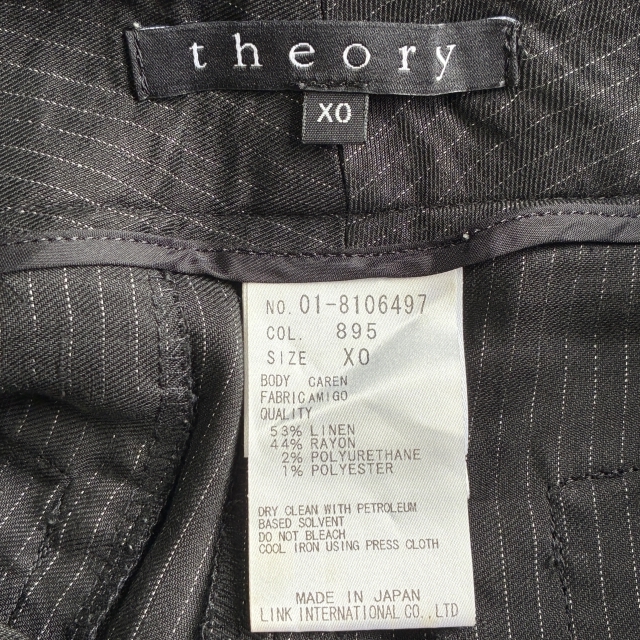 theory
XO
NO. 01-8106497
COL. 895
SIZE XO
BODY CAREN
FABRIC AMIGO
QUALITY
53% LINEN
44% RAYON
2% POLYURETHANE
1% POLYESTER
DRY CLEAN WITH PETROLEUM
BASED SOLVENT
DO NOT BLEACH
COOL IRON USING PRESS CLOTH
MADE IN JAPAN
LINK INTERNATIONAL CO., LTD